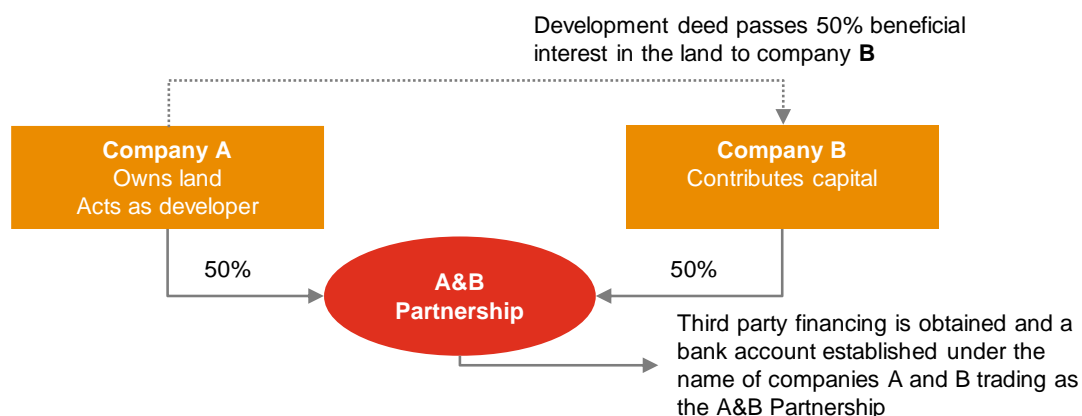 Development deed passes 50% beneficial
interest in the land to company B
Company A
Owns land
Acts as developer
Company B
Contributes capital
50%
50%
A&B
Partnership
Third party financing is obtained and a
bank account established under the
name of companies A and B trading as
the A&B Partnership